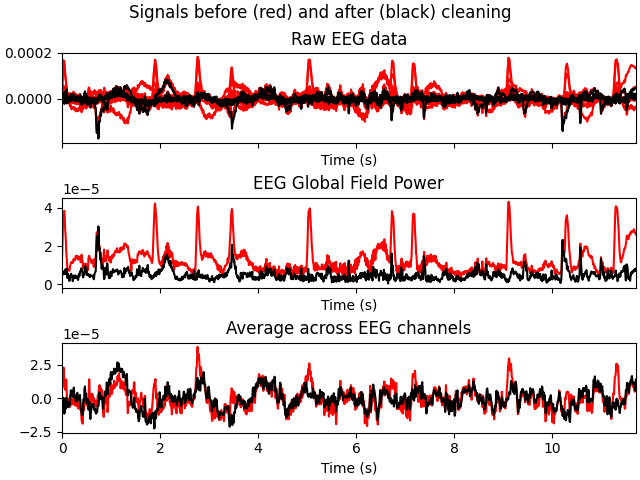 Signals before (red) and after (black) cleaning
Raw EEG data
0.0002
0.0000
Time (s)
EEG Global Field Power
1e−5
4
2
0
Time (s)
Average across EEG channels
1e−5
2.5
0.0
−2.5
0 2 4 6 8 10
Time (s)